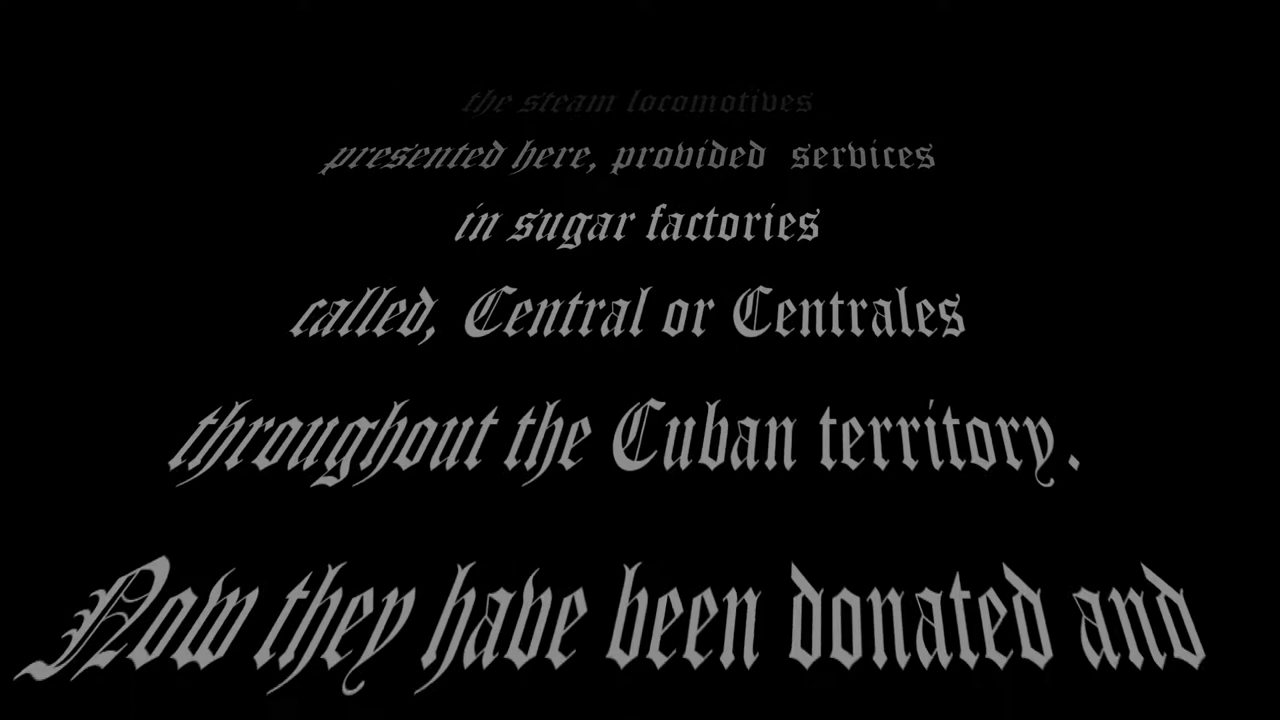 the steam locomotives
presented here, provided services
in sugar factories
called, Central or Centrales
throughout the Cuban territory.
Now they have been donated and